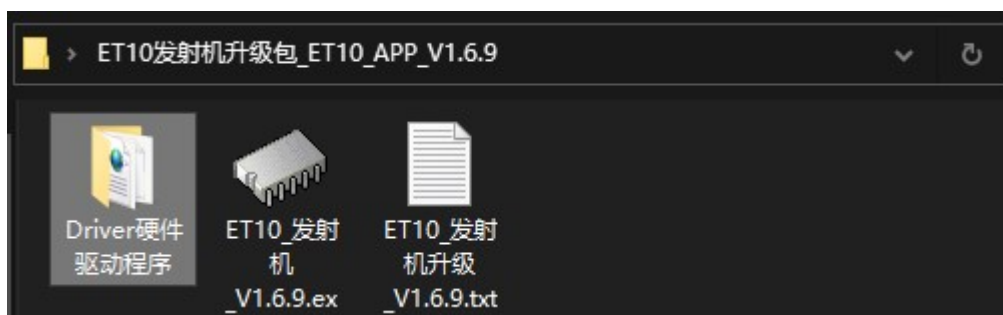 ET10发射机升级包_ET10_APP_V1.6.9
Driver硬件
驱动程序
ET10_发射
机
_V1.6.9.ex
ET10_发射
机升级
_V1.6.9.txt